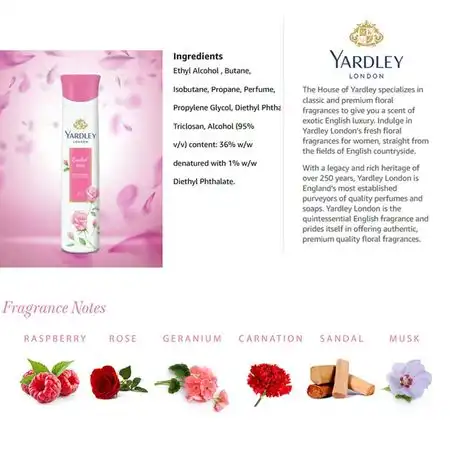 YARDLEY
LONDON
English
Rose
Ingredients
Ethyl Alcohol , Butane,
Isobutane, Propane, Perfume,
Propylene Glycol, Diethyl Phtha
Triclosan, Alcohol (95%
v/v) content: 36% w/w
denatured with 1% w/w
Diethyl Phthalate.
YARDLEY
LONDON
The House of Yardley specializes in
classic and premium floral
fragrances to give you a scent of
exotic English luxury. Indulge in
Yardley London's fresh floral
fragrances for women, straight from
the fields of English countryside.
With a legacy and rich heritage of
over 250 years, Yardley London is
England's most established
purveyors of quality perfumes and
soaps. Yardley London is the
quintessential English fragrance and
prides itself in offering authentic,
premium quality floral fragrances.
Fragrance Notes
RASPBERRY ROSE GERANIUM CARNATION SANDAL MUSK